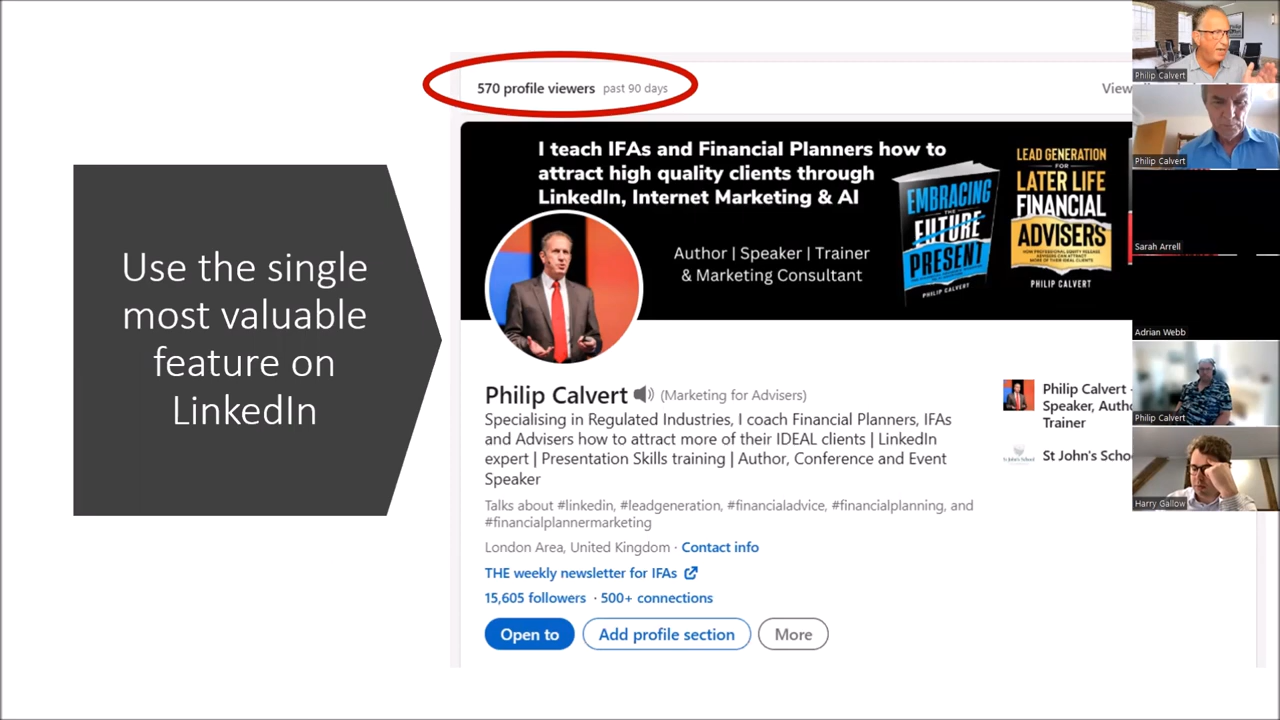 Use the single
most valuable
feature on
LinkedIn
570 profile viewers past 90 days
View
I teach IFAs and Financial Planners how to
attract high quality clients through
LinkedIn, Internet Marketing & AI
Author | Speaker | Trainer
& Marketing Consultant
EMBRACING
THE
FUTURE
PRESENT
PHILIP CALVERT
LEAD GENERATION
FOR
LATER LIFE
FINANCIAL
ADVISERS
PHILIP CALVERT
Philip Calvert (Marketing for Advisers)
Specialising in Regulated Industries, I coach Financial Planners, IFAs
and Advisers how to attract more of their IDEAL clients | LinkedIn
expert | Presentation Skills training | Author, Conference and Event
Speaker
Talks about #linkedin, #leadgeneration, #financialadvice, #financialplanning, and
#financialplannermarketing
London Area, United Kingdom · Contact info
THE weekly newsletter for IFAs
15,605 followers · 500+ connections
Open to
Add profile section
More
Philip Calvert -
Speaker, Autho
Trainer
St John's School
St John's Schoo
Philip Calvert
Philip Calvert
Sarah Arrell
Adrian Webb
Philip Calvert
Harry Gallow